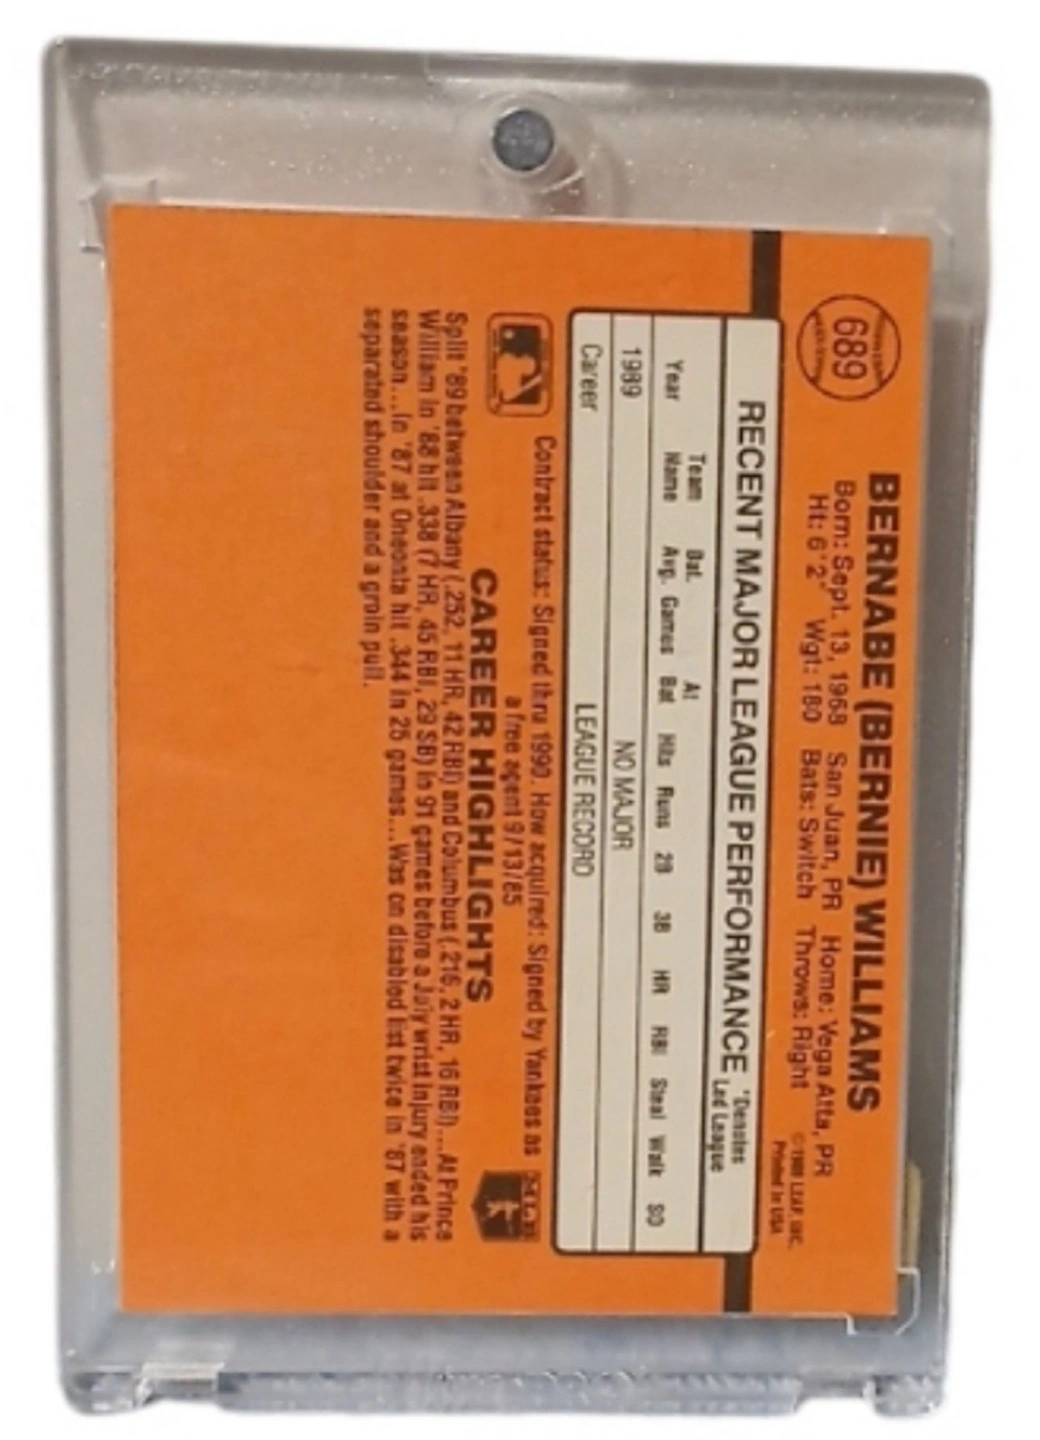 689
BERNABE (BERNIE) WILLIAMS
Born: Sept. 13, 1968 San Juan, PR Home: Vega Alta, PR
Ht: 6'2" Wgt: 180 Bats: Switch Throws: Right
©1989 LEAF, INC.
Printed in USA
RECENT MAJOR LEAGUE PERFORMANCE *Denotes
Led League
Year Team Name Bat. Avg. Games At Bat Hits Runs 2B 3B HR RBI Steal Walk SO
1989 NO MAJOR
Career LEAGUE RECORD
Contract status: Signed thru 1990. How acquired: Signed by Yankees as
a free agent 9/13/85
CAREER HIGHLIGHTS
Split '89 between Albany (.252, 11 HR, 42 RBI) and Columbus (.216, 2 HR, 16 RBI)....At Prince
William in '88 hit .338 (7 HR, 45 RBI, 29 SB) in 91 games before a July wrist injury ended his
season...In '87 at Oneonta hit .344 in 25 games...Was on disabled list twice in '87 with a
separated shoulder and a groin pull.